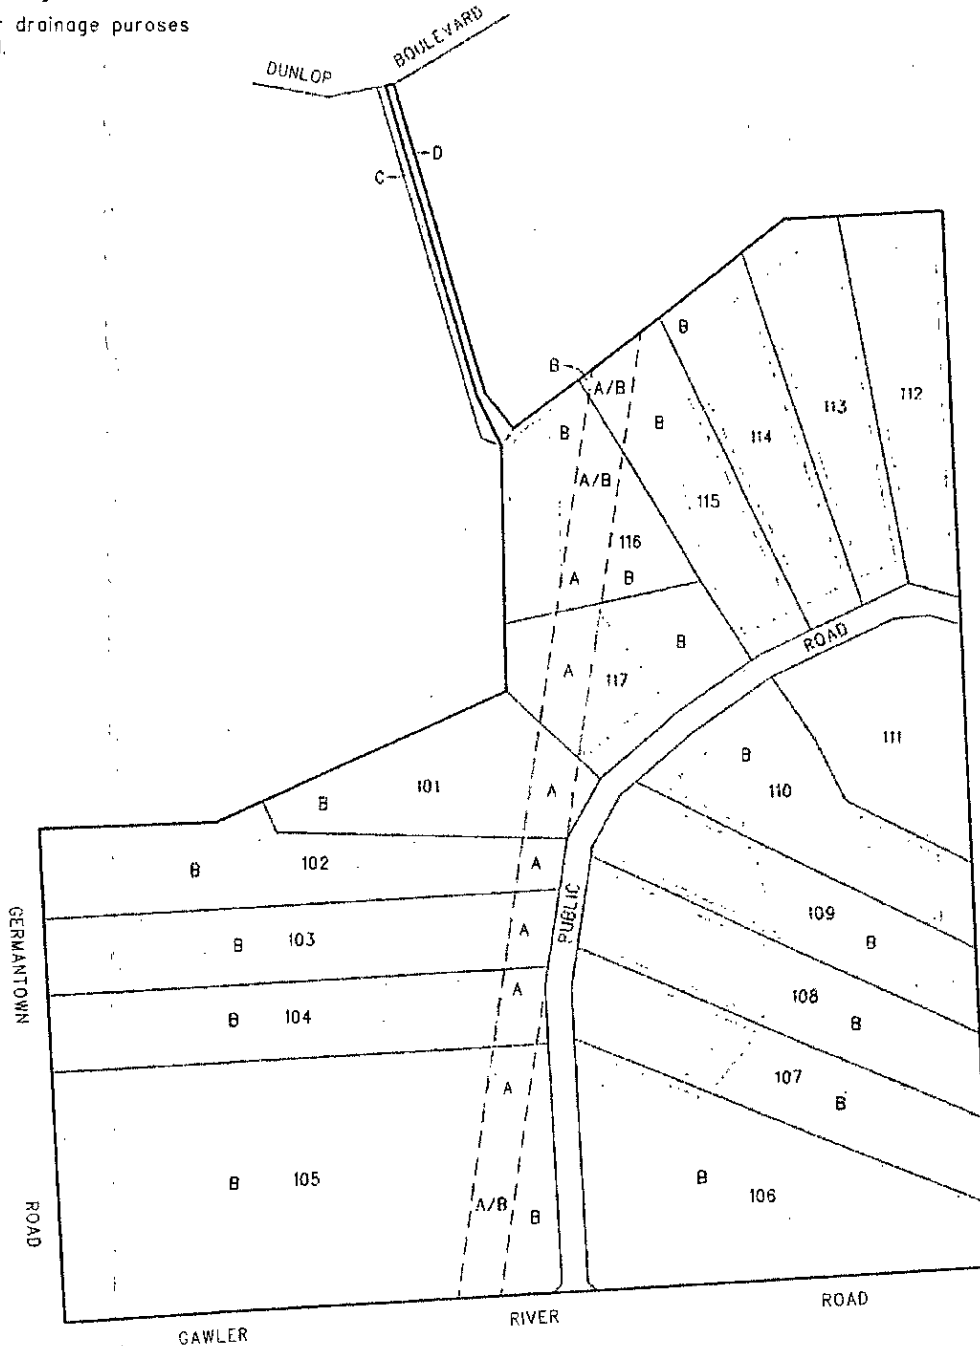 drainage puroses
DUNLOP
BOULEVARD
D
C
B
B
A/B
B
B
A/B
112
113
114
115
116
A
B
B
A
117
ROAD
B
111
110
101
B
A
B
102
A
109
B
PUBLIC
B
103
A
A
108
B
B
104
107
B
A
B
105
B
106
A/B
B
GERMANTOWN
ROAD
GAWLER
RIVER
ROAD